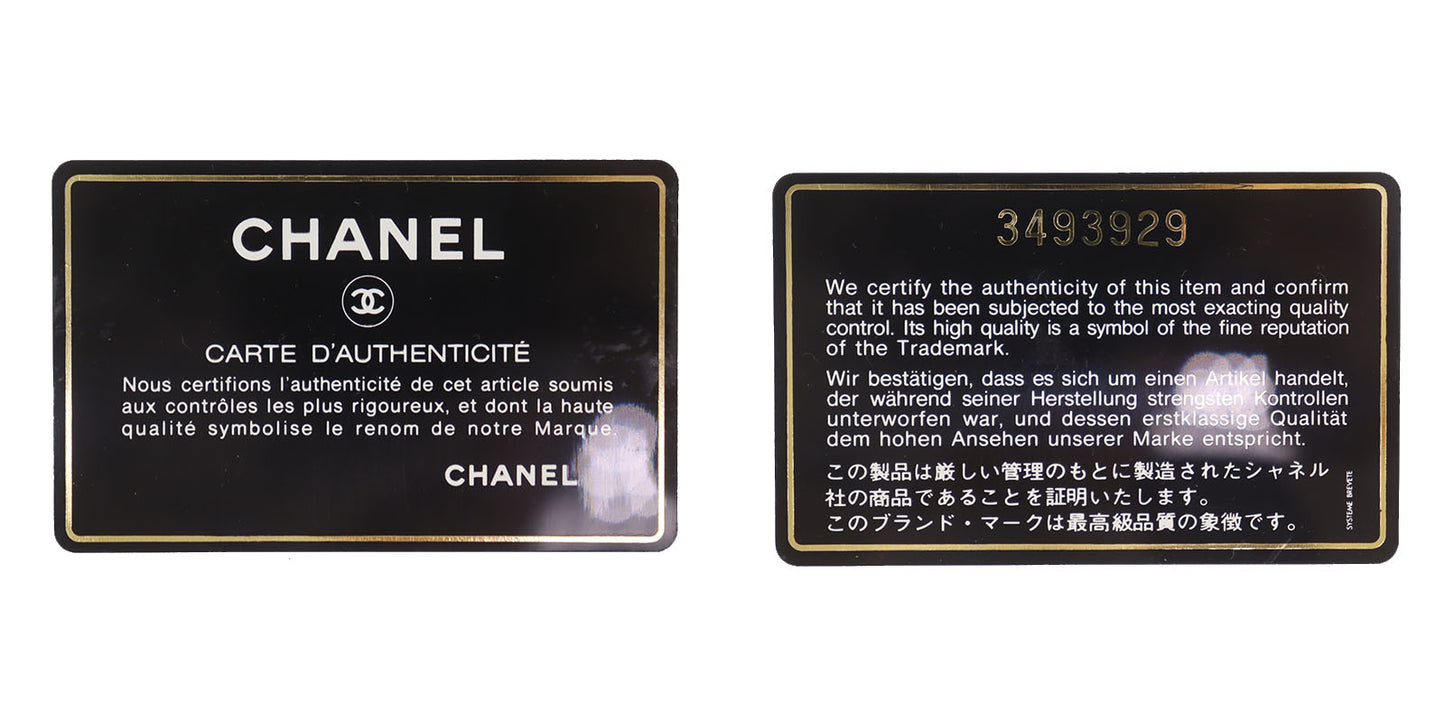 CHANEL
CARTE D'AUTHENTICITÉ
Nous certifions l'authenticité de cet article soumis
aux contrôles les plus rigoureux, et dont la haute
qualité symbolise le renom de notre Marque.
CHANEL
3493929
We certify the authenticity of this item and confirm
that it has been subjected to the most exacting quality
control. Its high quality is a symbol of the fine reputation
of the Trademark.
Wir bestätigen, dass es sich um einen Artikel handelt,
der während seiner Herstellung strengsten Kontrollen
unterworfen war, und dessen erstklassige Qualität
dem hohen Ansehen unserer Marke entspricht.
この製品は厳しい管理のもとに製造されたシャネル
社の商品であることを証明いたします。
このブランド・マークは最高級品質の象徴です。
SYSTEME BREVETE